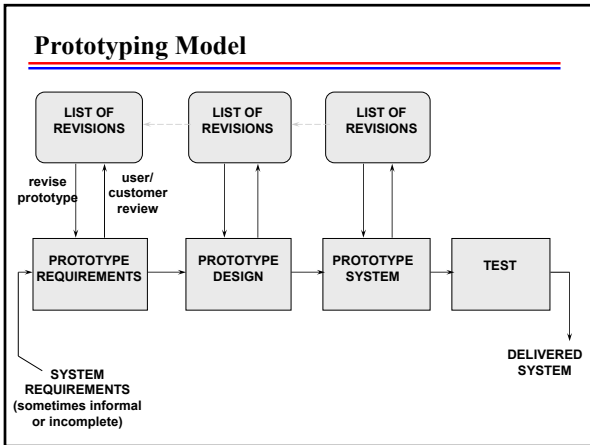 Prototyping Model
LIST OF
REVISIONS
LIST OF
REVISIONS
LIST OF
REVISIONS
revise
prototype
user/
customer
review
PROTOTYPE
REQUIREMENTS
PROTOTYPE
DESIGN
PROTOTYPE
SYSTEM
TEST
SYSTEM
REQUIREMENTS
(sometimes informal
or incomplete)
DELIVERED
SYSTEM